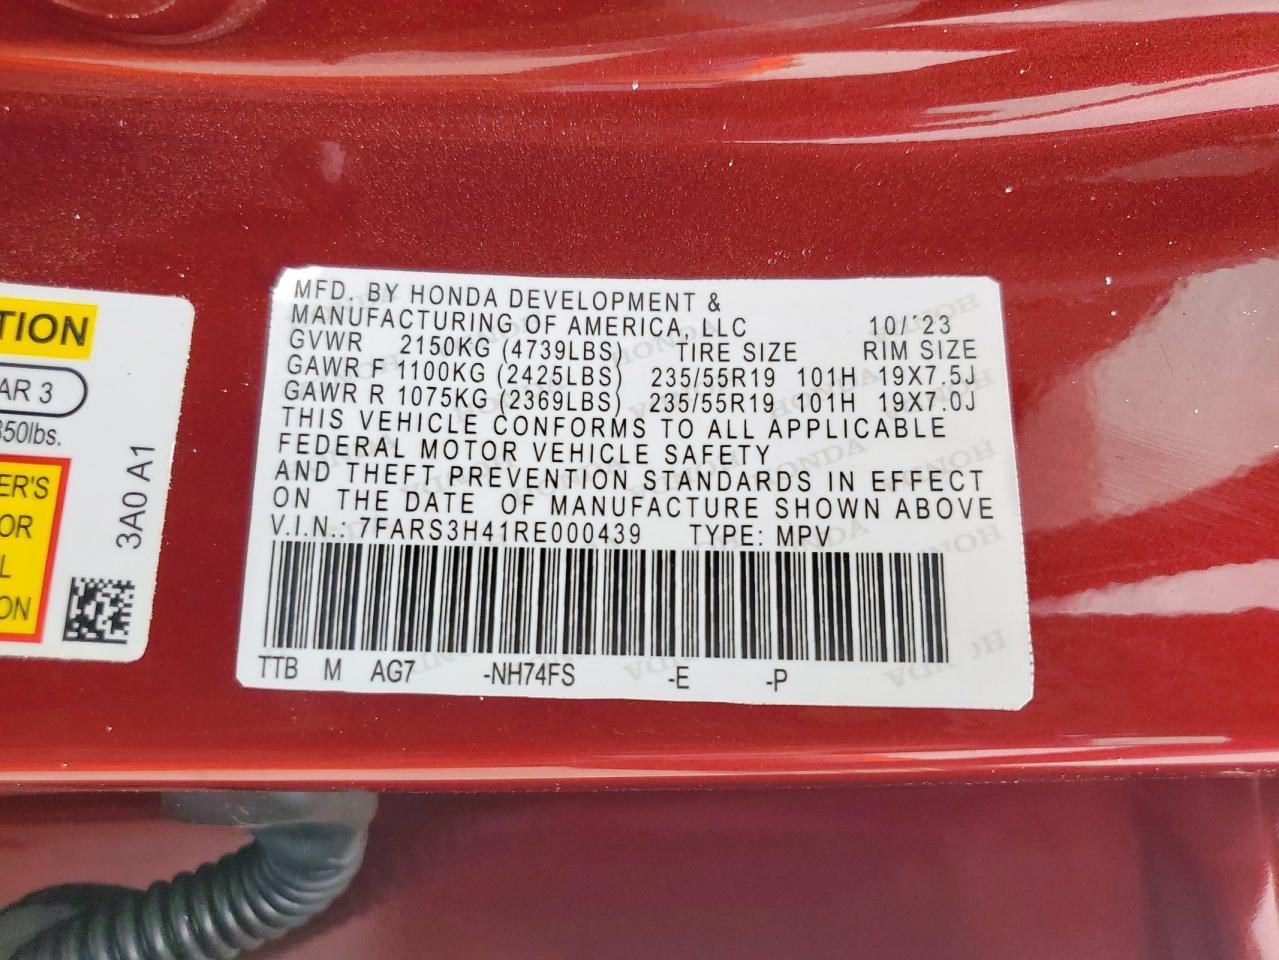 TION
AR 3
350lbs.
ER'S
OR
L
ON
3A0 A1
MFD. BY HONDA DEVELOPMENT &
MANUFACTURING OF AMERICA, LLC 10/'23
GVWR 2150KG (4739LBS) TIRE SIZE RIM SIZE
GAWR F 1100KG (2425LBS) 235/55R19 101H 19X7.5J
GAWR R 1075KG (2369LBS) 235/55R19 101H 19X7.0J
THIS VEHICLE CONFORMS TO ALL APPLICABLE
FEDERAL MOTOR VEHICLE SAFETY
AND THEFT PREVENTION STANDARDS IN EFFECT
ON THE DATE OF MANUFACTURE SHOWN ABOVE
V.I.N.: 7FARS3H41RE000439 TYPE: MPV
TTB M AG7 -NH74FS -E -P